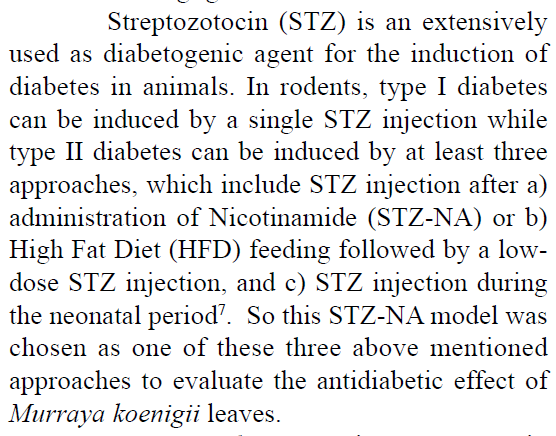 Streptozotocin (STZ) is an extensively
used as diabetogenic agent for the induction of
diabetes in animals. In rodents, type I diabetes
can be induced by a single STZ injection while
type II diabetes can be induced by at least three
approaches, which include STZ injection after a)
administration of Nicotinamide (STZ-NA) or b)
High Fat Diet (HFD) feeding followed by a low-
dose STZ injection, and c) STZ injection during
the neonatal period⁷. So this STZ-NA model was
chosen as one of these three above mentioned
approaches to evaluate the antidiabetic effect of
Murraya koenigii leaves.